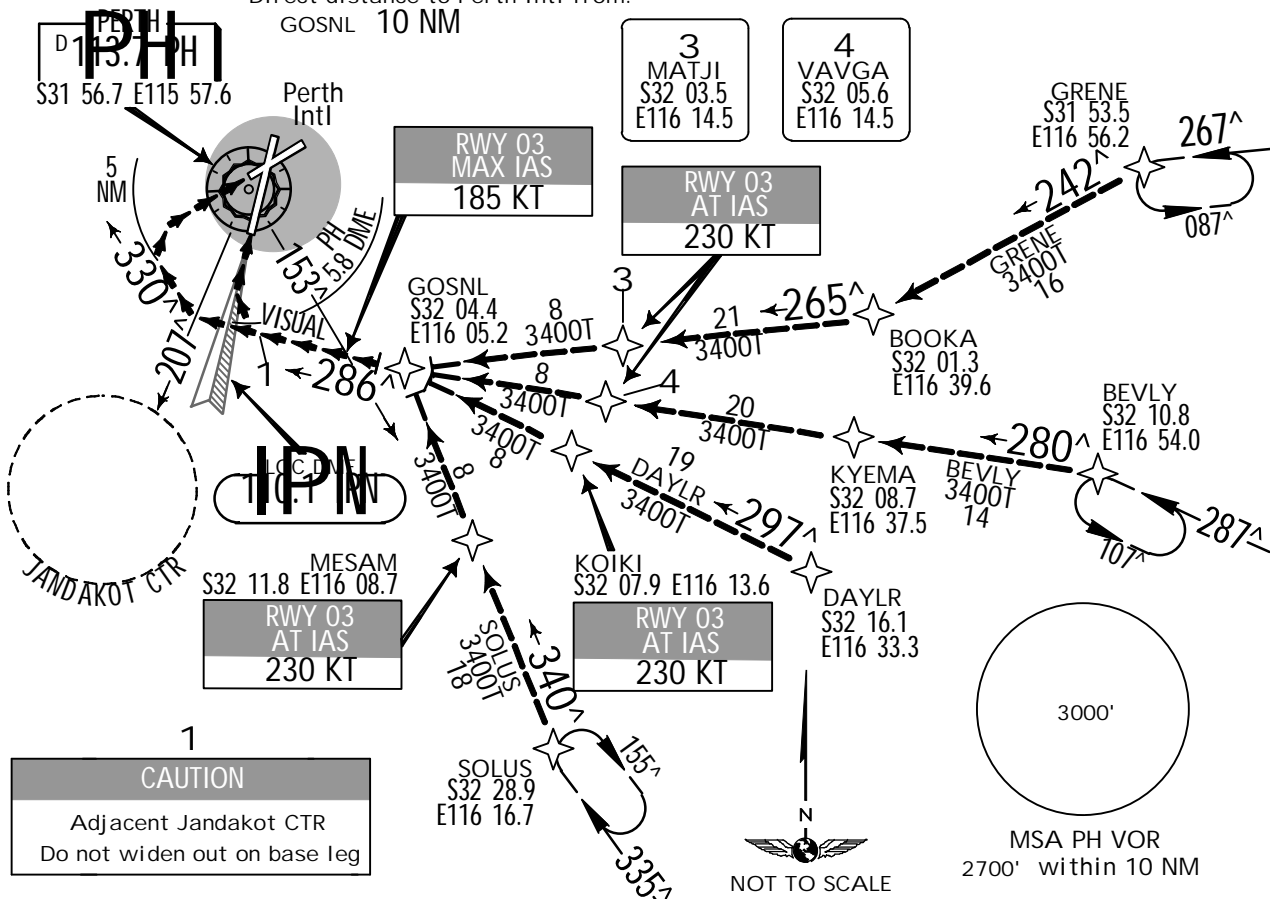 GOSNL 10 NM
PERTH
D 113.7 PH
PH
S31 56.7 E115 57.6
Perth
Intl
3
MATJI
S32 03.5
E116 14.5
4
VAVGA
S32 05.6
E116 14.5
GRENE
S31 53.5
E116 56.2
267^
087^
242^
GRENE
3400T
16
RWY 03
MAX IAS
185 KT
RWY 03
AT IAS
230 KT
5
NM
330^
153^
PH
5.8 DME
207^
VISUAL
1
286^
GOSNL
S32 04.4
E116 05.2
3
8
3400T
21
3400T
265^
BOOKA
S32 01.3
E116 39.6
8
3400T
4
20
3400T
KYEMA
S32 08.7
E116 37.5
280^
BEVLY
3400T
14
BEVLY
S32 10.8
E116 54.0
107^
287^
8
3400T
8
3400T
19
DAYLR
3400T
297^
LOC DME
110.1 IPN
IPN
JANDAKOT CTR
MESAM
S32 11.8 E116 08.7
RWY 03
AT IAS
230 KT
KOIKI
S32 07.9 E116 13.6
RWY 03
AT IAS
230 KT
DAYLR
S32 16.1
E116 33.3
SOLUS
3400T
18
340^
SOLUS
S32 28.9
E116 16.7
155^
335^
1
CAUTION
Adjacent Jandakot CTR
Do not widen out on base leg
N
NOT TO SCALE
3000'
MSA PH VOR
2700' within 10 NM